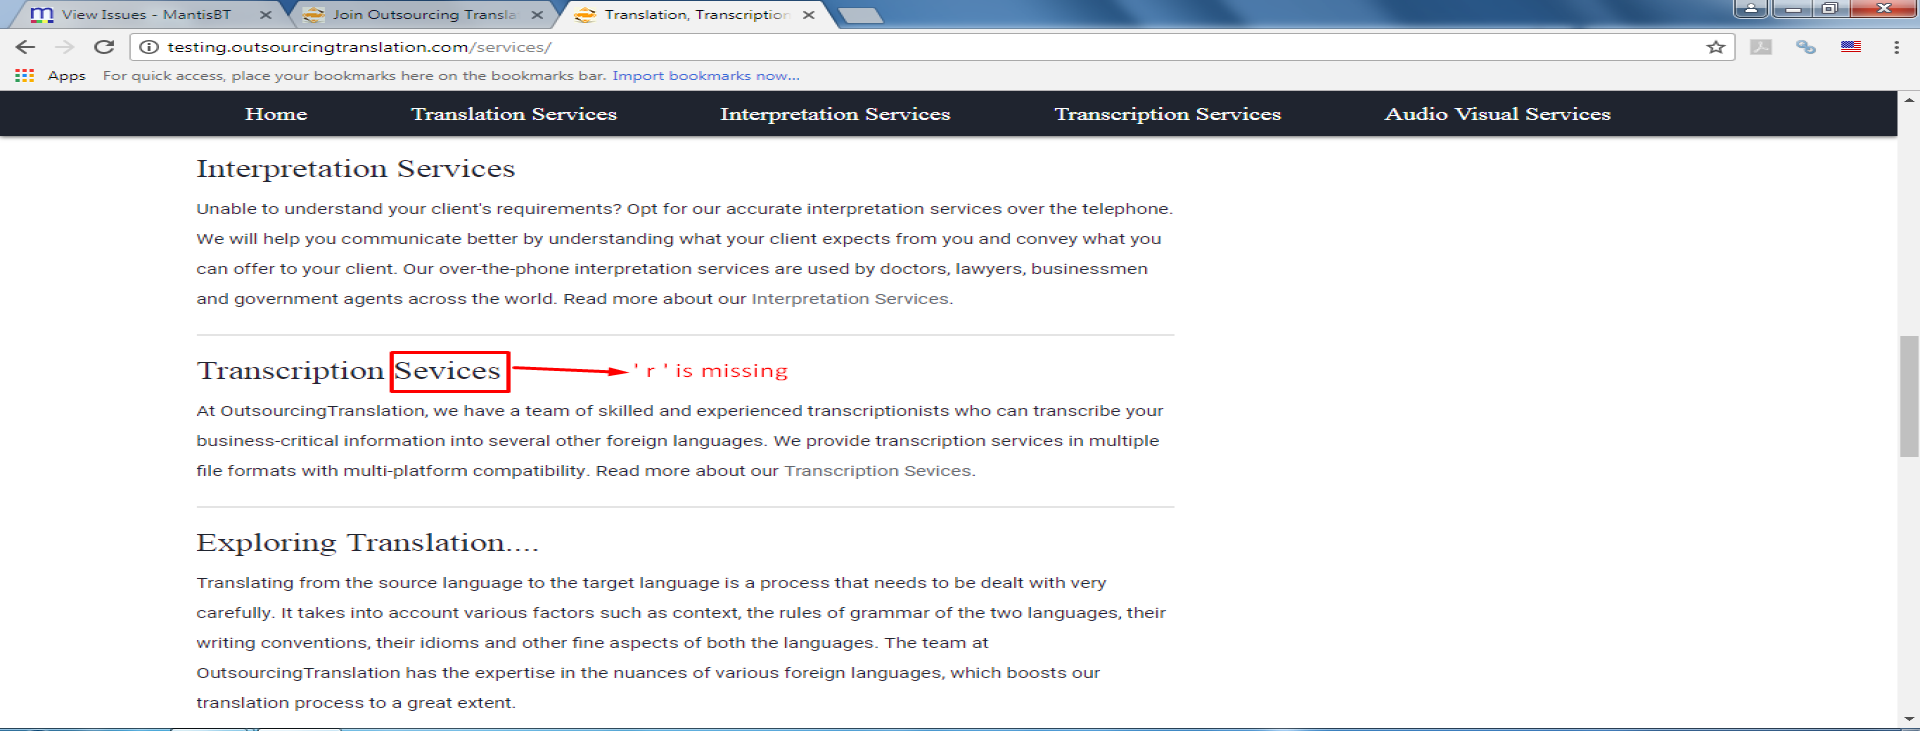 View Issues - MantisBT
Join Outsourcing Transla
Translation, Transcription
testing.outsourcingtranslation.com/services/
Apps For quick access, place your bookmarks here on the bookmarks bar. Import bookmarks now...
Home Translation Services Interpretation Services Transcription Services Audio Visual Services
Interpretation Services
Unable to understand your client's requirements? Opt for our accurate interpretation services over the telephone.
We will help you communicate better by understanding what your client expects from you and convey what you
can offer to your client. Our over-the-phone interpretation services are used by doctors, lawyers, businessmen
and government agents across the world. Read more about our Interpretation Services.
Transcription Sevices ' r ' is missing
At OutsourcingTranslation, we have a team of skilled and experienced transcriptionists who can transcribe your
business-critical information into several other foreign languages. We provide transcription services in multiple
file formats with multi-platform compatibility. Read more about our Transcription Sevices.
Exploring Translation....
Translating from the source language to the target language is a process that needs to be dealt with very
carefully. It takes into account various factors such as context, the rules of grammar of the two languages, their
writing conventions, their idioms and other fine aspects of both the languages. The team at
OutsourcingTranslation has the expertise in the nuances of various foreign languages, which boosts our
translation process to a great extent.